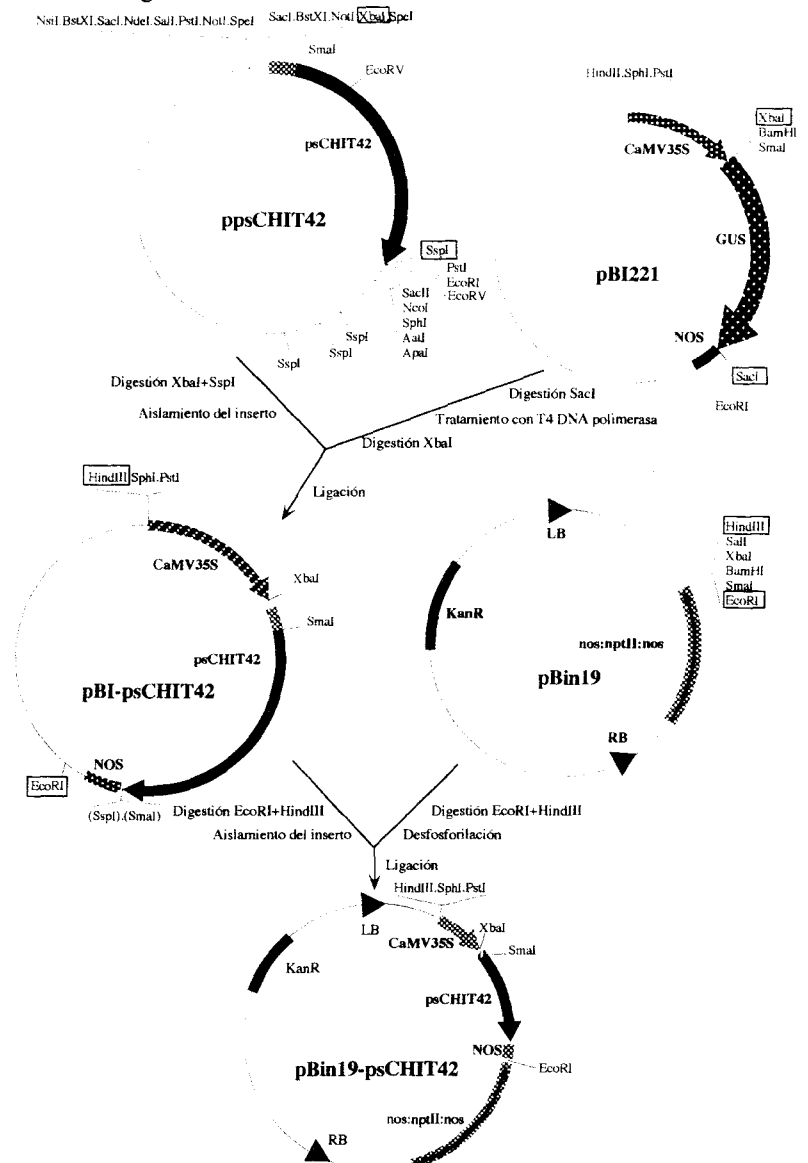 NsiI.BstXI.SacI.NdeI.SalI.PstI.NotI.SpeI
SacI.BstXI.NotI XbaI SpeI
SmaI
EcoRV
psCHIT42
ppsCHIT42
SspI
PstI
EcoRI
EcoRV
SacII
NcoI
SphI
AatI
ApaI
SspI
SspI
SspI
HindII.SphI.PstI
XbaI
BamHI
SmaI
CaMV35S
GUS
pBI221
NOS
SacI
EcoRI
Digestión XbaI+SspI
Aislamiento del inserto
Digestión SacI
Tratamiento con T4 DNA polimerasa
Digestión XbaI
Ligación
HindIII.SphI.PstI
CaMV35S
XbaI
SmaI
psCHIT42
pBI-psCHIT42
NOS
EcoRI
(SspI).(SmaI)
LB
HindIII
SalI
XbaI
BamHI
SmaI
EcoRI
KanR
nos:nptII:nos
pBin19
RB
Digestión EcoRI+HindIII
Aislamiento del inserto
Digestión EcoRI+HindIII
Desfosforilación
Ligación
HindIII.SphI.PstI
LB
CaMV35S
XbaI
SmaI
KanR
psCHIT42
NOS
EcoRI
pBin19-psCHIT42
nos:nptII:nos
RB